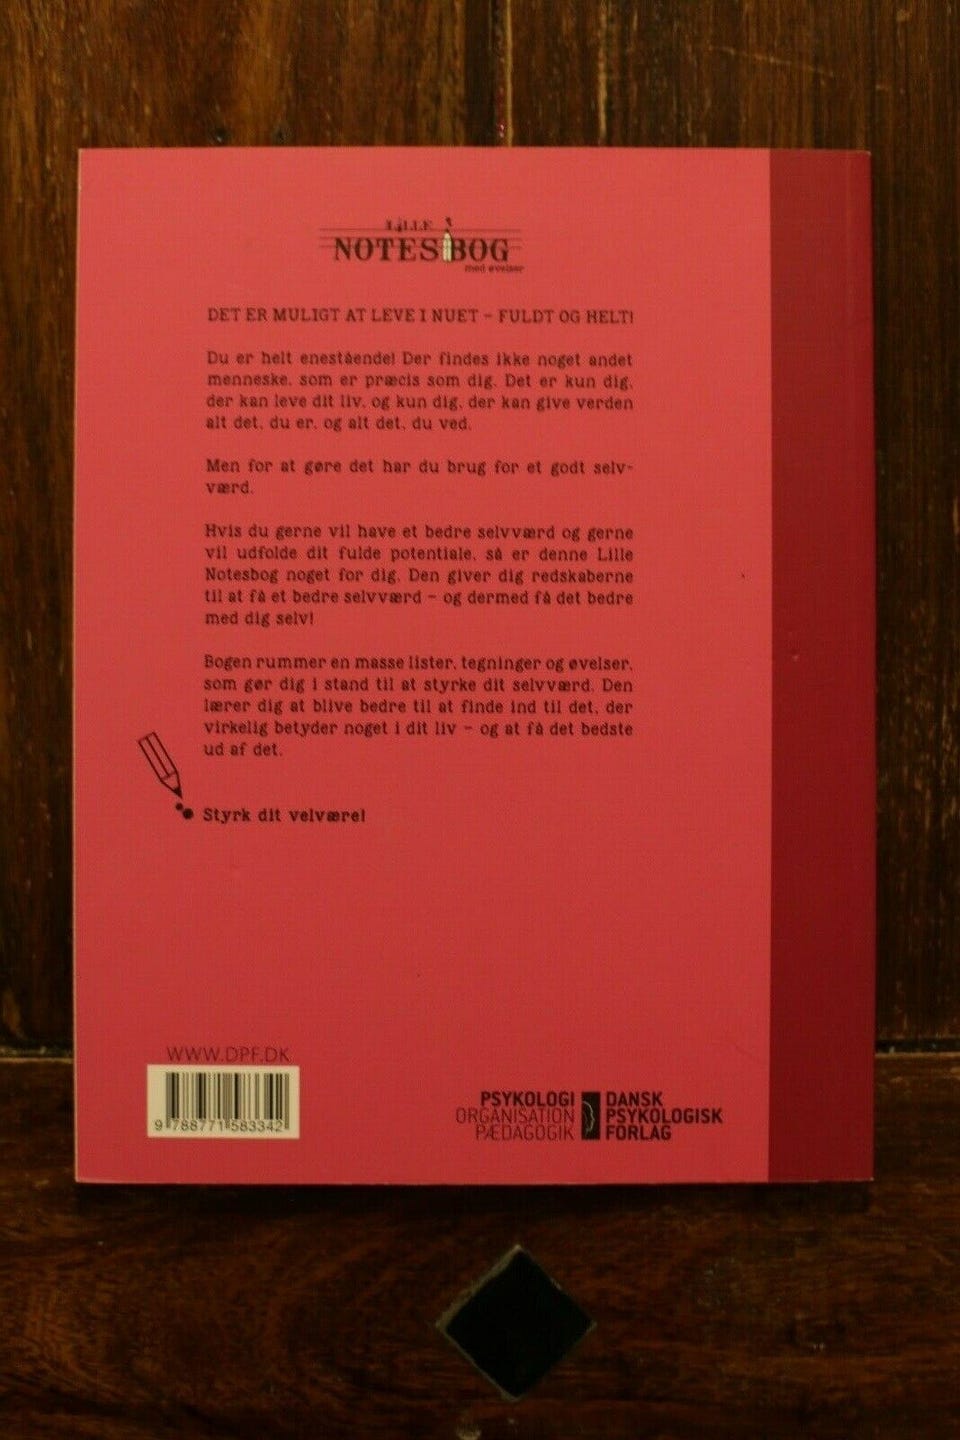 LILLE
NOTESBOG
med øvelser
DET ER MULIGT AT LEVE I NUET – FULDT OG HELT!
Du er helt enestående! Der findes ikke noget andet
menneske, som er præcis som dig. Det er kun dig,
der kan leve dit liv, og kun dig, der kan give verden
alt det, du er, og alt det, du ved.
Men for at gøre det har du brug for et godt selv-
værd.
Hvis du gerne vil have et bedre selvværd og gerne
vil udfolde dit fulde potentiale, så er denne Lille
Notesbog noget for dig. Den giver dig redskaberne
til at få et bedre selvværd – og dermed få det bedre
med dig selv!
Bogen rummer en masse lister, tegninger og øvelser,
som gør dig i stand til at styrke dit selvværd. Den
lærer dig at blive bedre til at finde ind til det, der
virkelig betyder noget i dit liv – og at få det bedste
ud af det.
Styrk dit velvære!
WWW.DPF.DK
9 788771 583342
PSYKOLOGI
ORGANISATION
PÆDAGOGIK
DANSK
PSYKOLOGISK
FORLAG